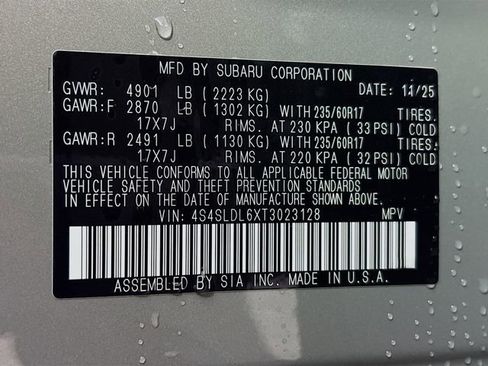 MFD BY SUBARU CORPORATION
GVWR: 4901 LB (2223 KG) DATE: 11/25
GAWR:F 2870 LB (1302 KG) WITH 235/60R17 TIRES.
17X7J RIMS. AT 230 KPA (33 PSI) COLD
GAWR:R 2491 LB (1130 KG) WITH 235/60R17 TIRES.
17X7J RIMS. AT 220 KPA (32 PSI) COLD
THIS VEHICLE CONFORMS TO ALL APPLICABLE FEDERAL MOTOR
VEHICLE SAFETY AND THEFT PREVENTION STANDARDS
IN EFFECT ON THE DATE OF MANUFACTURE SHOWN ABOVE.
VIN: 4S4SLDL6XT3023128 MPV
ASSEMBLED BY SIA INC. MADE IN U.S.A.